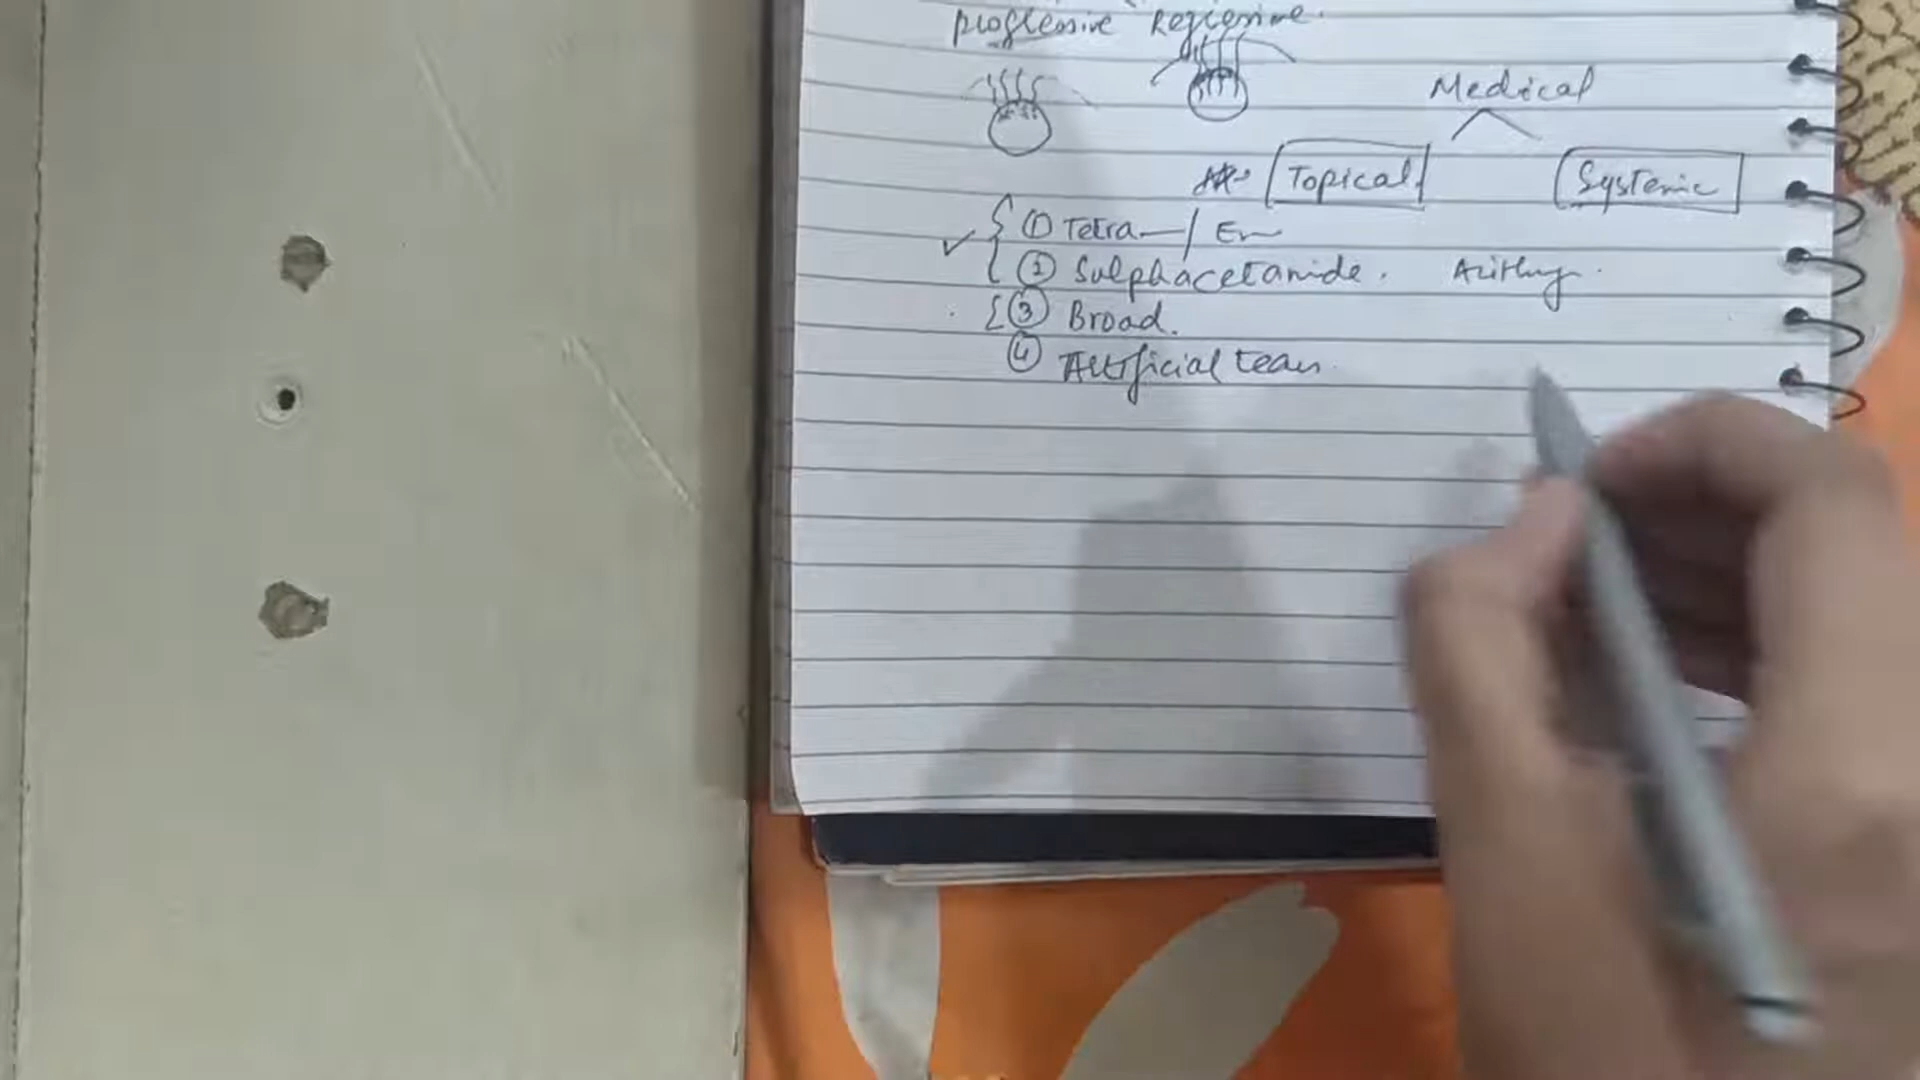 progressive Regressive.
Medical
Topical Systemic
① Tetra—/ Er
② Sulphacetamide. Azithry.
③ Broad.
④ Artificial tears